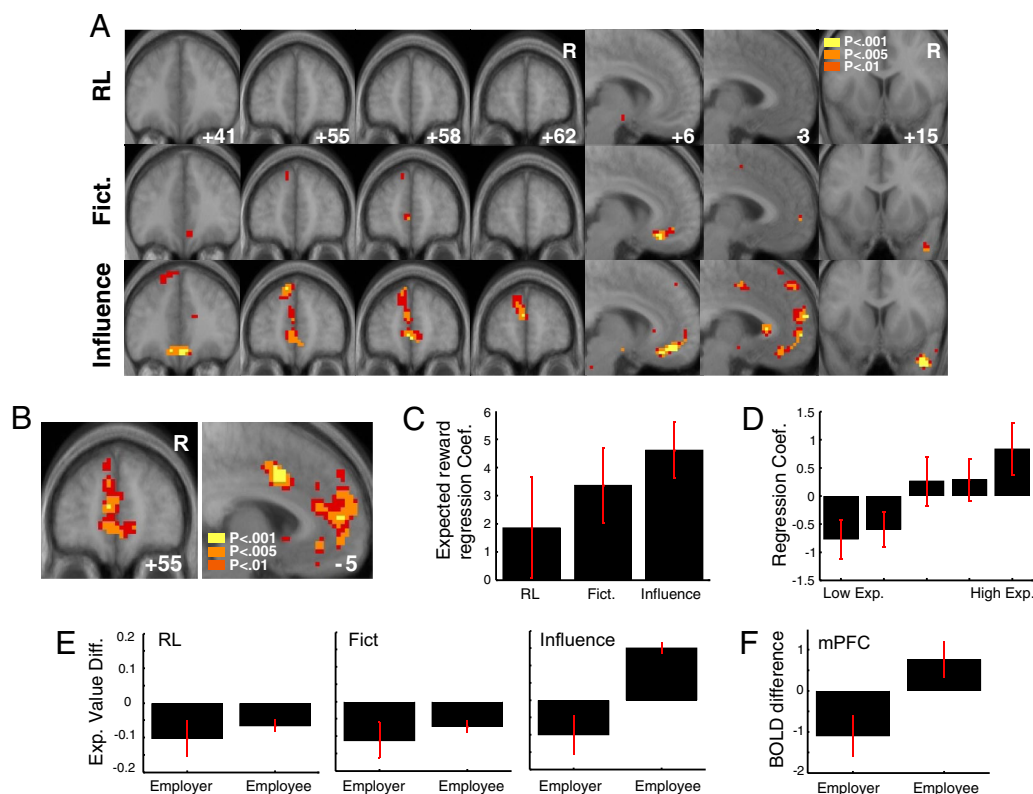 A
RL
R
P<.001
P<.005
P<.01
R
+41
+55
+58
+62
+6
-3
+15
Fict.
Influence
B
R
+55
P<.001
P<.005
P<.01
-5
C
Expected reward
regression Coef.
6
5
4
3
2
1
0
RL
Fict.
Influence
D
Regression Coef.
1.5
1
0.5
0
-0.5
-1
-1.5
Low Exp.
High Exp.
E
Exp. Value Diff.
0.2
0.1
0
-0.1
-0.2
RL
Employer
Employee
Fict
Employer
Employee
Influence
Employer
Employee
F
BOLD difference
mPFC
1
0
-1
-2
Employer
Employee